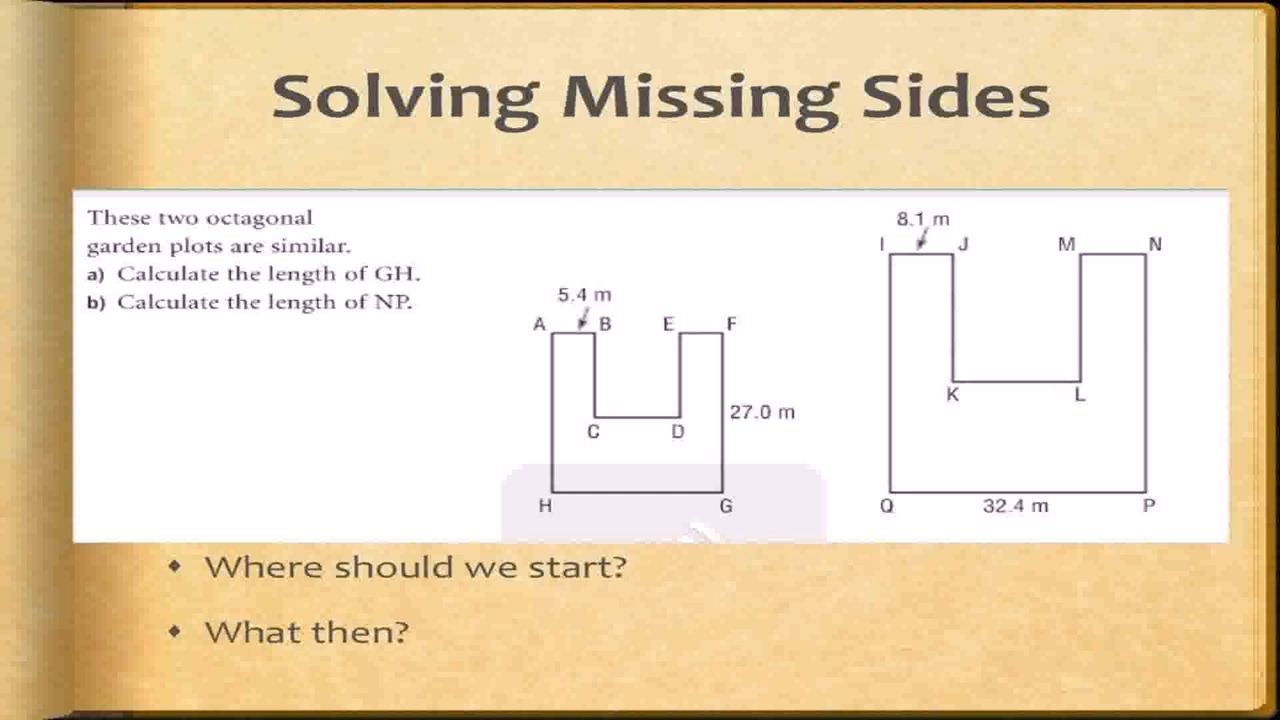 Solving Missing Sides
These two octagonal
garden plots are similar.
a) Calculate the length of GH.
b) Calculate the length of NP.
5.4 m
A B E F
27.0 m
C D
H G
8.1 m
I J M N
K L
Q 32.4 m P
• Where should we start?
• What then?